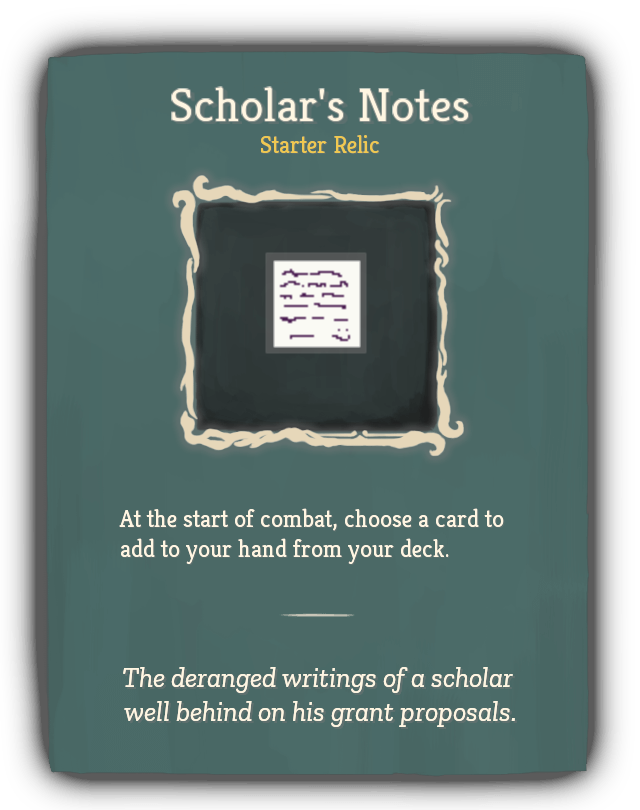 Scholar's Notes
Starter Relic
At the start of combat, choose a card to
add to your hand from your deck.
The deranged writings of a scholar
well behind on his grant proposals.